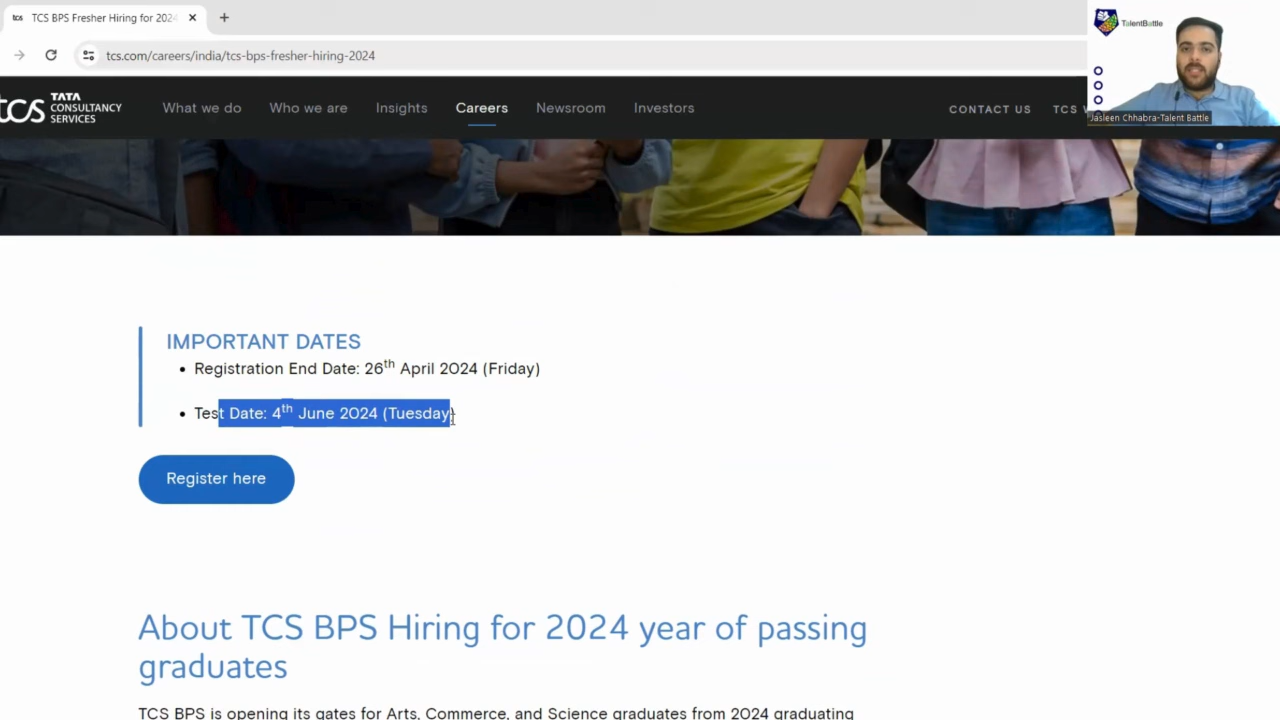 tcs TCS BPS Fresher Hiring for 2024
TalentBattle
tcs.com/careers/india/tcs-bps-fresher-hiring-2024
tcs TATA CONSULTANCY SERVICES
What we do Who we are Insights Careers Newsroom Investors CONTACT US TCS
Jasleen Chhabra-Talent Battle
IMPORTANT DATES
• Registration End Date: 26th April 2024 (Friday)
• Test Date: 4th June 2024 (Tuesday)
Register here
About TCS BPS Hiring for 2024 year of passing
graduates
TCS BPS is opening its gates for Arts, Commerce, and Science graduates from 2024 graduating